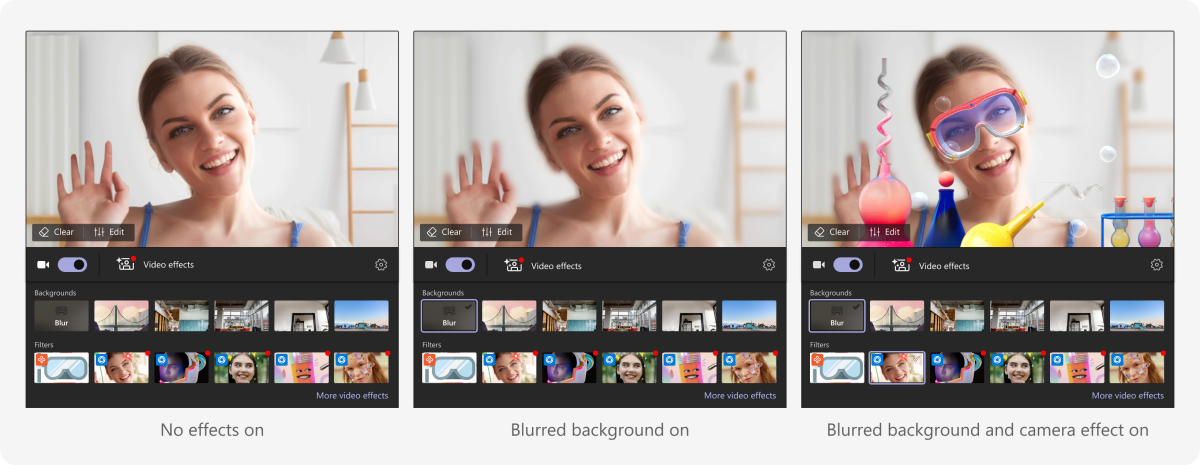 Clear Edit
Video effects
Backgrounds
Blur
Filters
More video effects
No effects on
Clear Edit
Video effects
Backgrounds
Blur
Filters
More video effects
Blurred background on
Clear Edit
Video effects
Backgrounds
Blur
Filters
More video effects
Blurred background and camera effect on